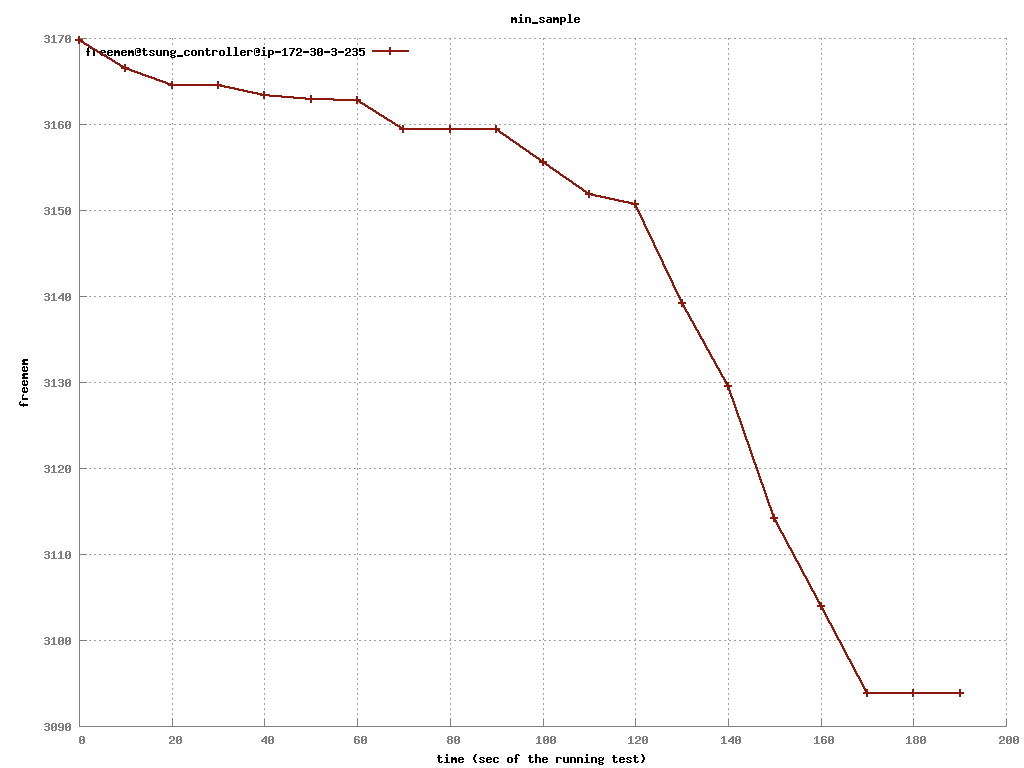 min_sample
3170
freemem@tsung_controller@ip-172-30-3-235
3160
3150
3140
3130
3120
3110
3100
3090
freemem
0 20 40 60 80 100 120 140 160 180 200
time (sec of the running test)